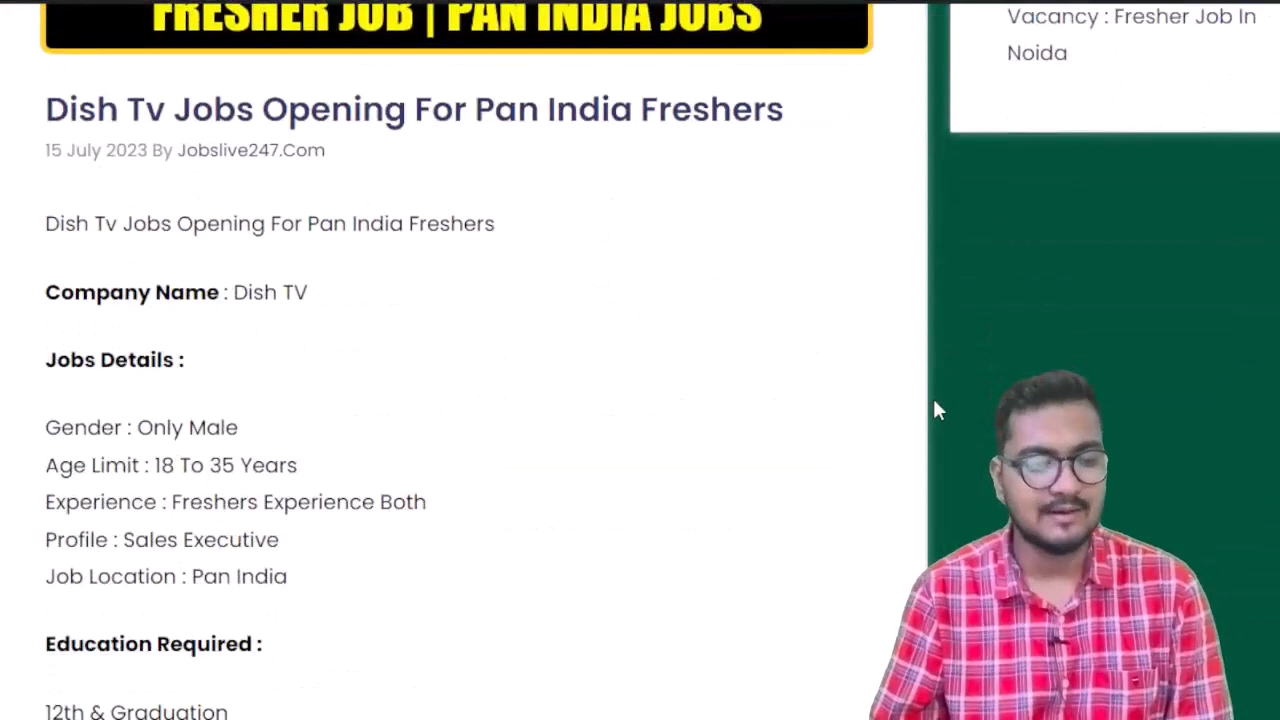 FRESHER JOB | PAN INDIA JOBS
Vacancy : Fresher Job In
Noida
Dish Tv Jobs Opening For Pan India Freshers
15 July 2023 By Jobslive247.Com
Dish Tv Jobs Opening For Pan India Freshers
Company Name : Dish TV
Jobs Details :
Gender : Only Male
Age Limit : 18 To 35 Years
Experience : Freshers Experience Both
Profile : Sales Executive
Job Location : Pan India
Education Required :
12th & Graduation